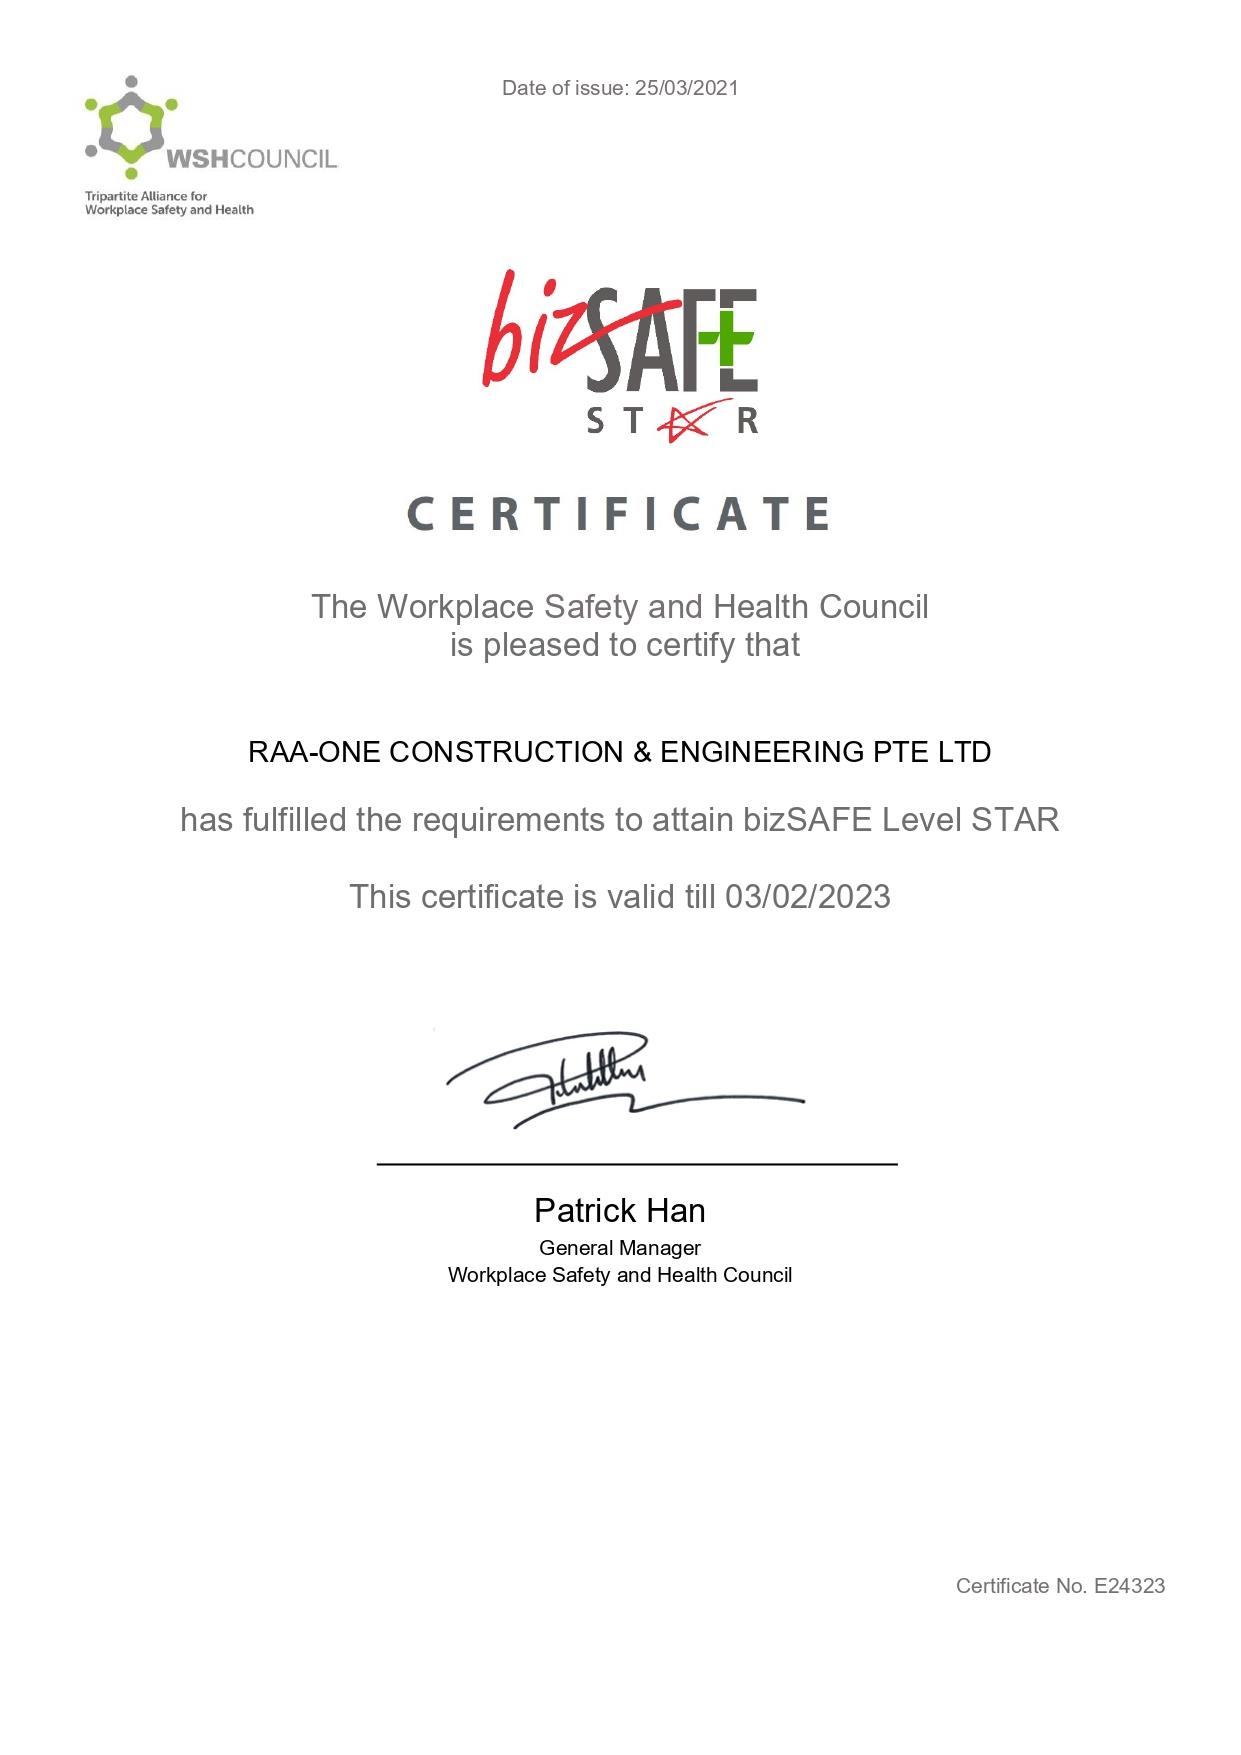 Date of issue: 25/03/2021
WSHCOUNCIL
Tripartite Alliance for
Workplace Safety and Health
bizSAFE
STAR
CERTIFICATE
The Workplace Safety and Health Council
is pleased to certify that
RAA-ONE CONSTRUCTION & ENGINEERING PTE LTD
has fulfilled the requirements to attain bizSAFE Level STAR
This certificate is valid till 03/02/2023
Patrick Han
General Manager
Workplace Safety and Health Council
Certificate No. E24323